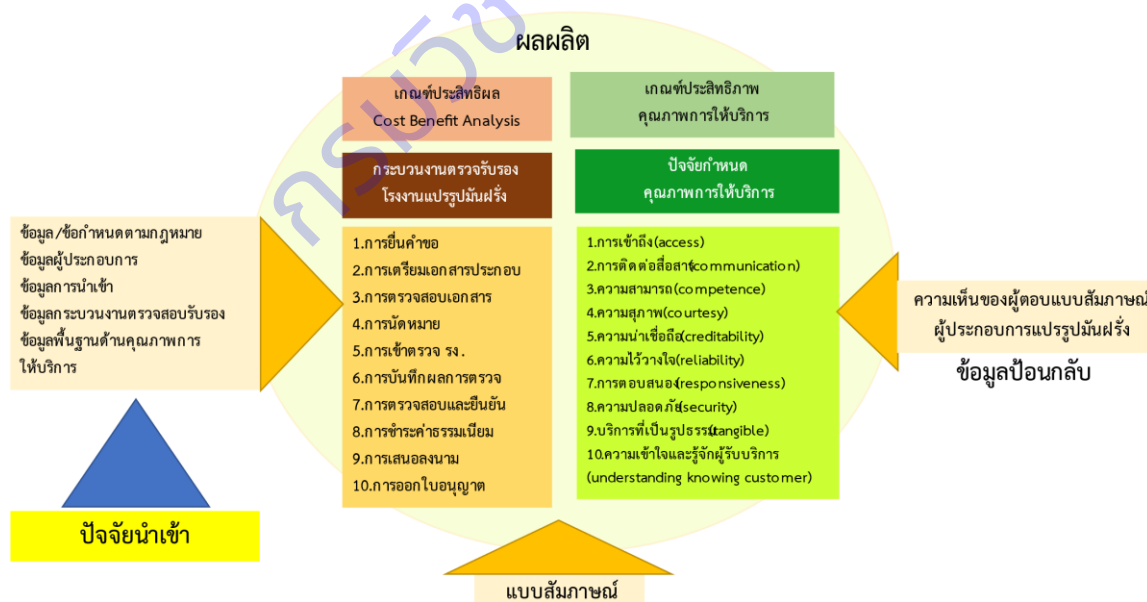 ผลผลิต
เกณฑ์ประสิทธิผล
Cost Benefit Analysis
เกณฑ์ประสิทธิภาพ
คุณภาพการให้บริการ
กระบวนงานตรวจรับรอง
โรงงานแปรรูปมันฝรั่ง
ปัจจัยกำหนด
คุณภาพการให้บริการ
ข้อมูล/ข้อกำหนดตามกฎหมาย
ข้อมูลผู้ประกอบการ
ข้อมูลการนำเข้า
ข้อมูลกระบวนงานตรวจสอบรับรอง
ข้อมูลพื้นฐานด้านคุณภาพการ
ให้บริการ
ปัจจัยนำเข้า
1.การยื่นคำขอ
2.การเตรียมเอกสารประกอบ
3.การตรวจสอบเอกสาร
4.การนัดหมาย
5.การเข้าตรวจ รง.
6.การบันทึกผลการตรวจ
7.การตรวจสอบและยืนยัน
8.การชำระค่าธรรมเนียม
9.การเสนอลงนาม
10.การออกใบอนุญาต
1.การเข้าถึง(access)
2.การติดต่อสื่อสาร(communication)
3.ความสามารถ(competence)
4.ความสุภาพ(courtesy)
5.ความน่าเชื่อถือ(creditability)
6.ความไว้วางใจ(reliability)
7.การตอบสนอง(responsiveness)
8.ความปลอดภัย(security)
9.บริการที่เป็นรูปธรรม(tangible)
10.ความเข้าใจและรู้จักผู้รับบริการ
(understanding knowing customer)
ความเห็นของผู้ตอบแบบสัมภาษณ์
ผู้ประกอบการแปรรูปมันฝรั่ง
ข้อมูลป้อนกลับ
แบบสัมภาษณ์
กรมวิช